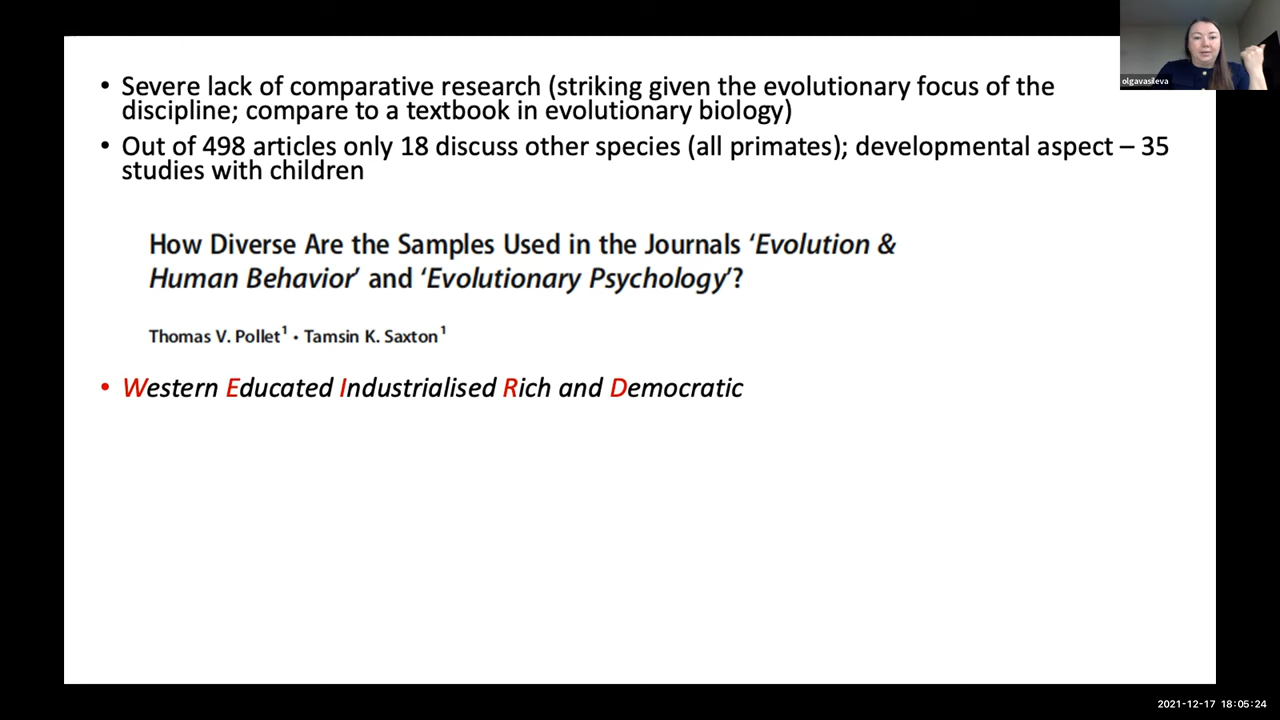 • Severe lack of comparative research (striking given the evolutionary focus of the
discipline; compare to a textbook in evolutionary biology)
• Out of 498 articles only 18 discuss other species (all primates); developmental aspect – 35
studies with children
How Diverse Are the Samples Used in the Journals ‘Evolution &
Human Behavior’ and ‘Evolutionary Psychology’?
Thomas V. Pollet¹ • Tamsin K. Saxton¹
• Western Educated Industrialised Rich and Democratic
olgavasileva
2021-12-17 18:05:24